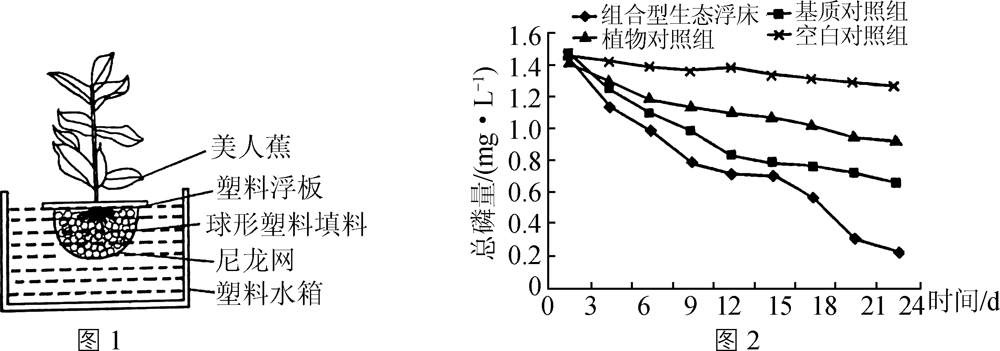 美人蕉
塑料浮板
球形塑料填料
尼龙网
塑料水箱
图 1
组合型生态浮床 基质对照组
植物对照组 空白对照组
总磷量/(mg·L⁻¹)
1.6
1.4
1.2
1.0
0.8
0.6
0.4
0.2
0
0 3 6 9 12 15 18 21 24 时间/d
图 2